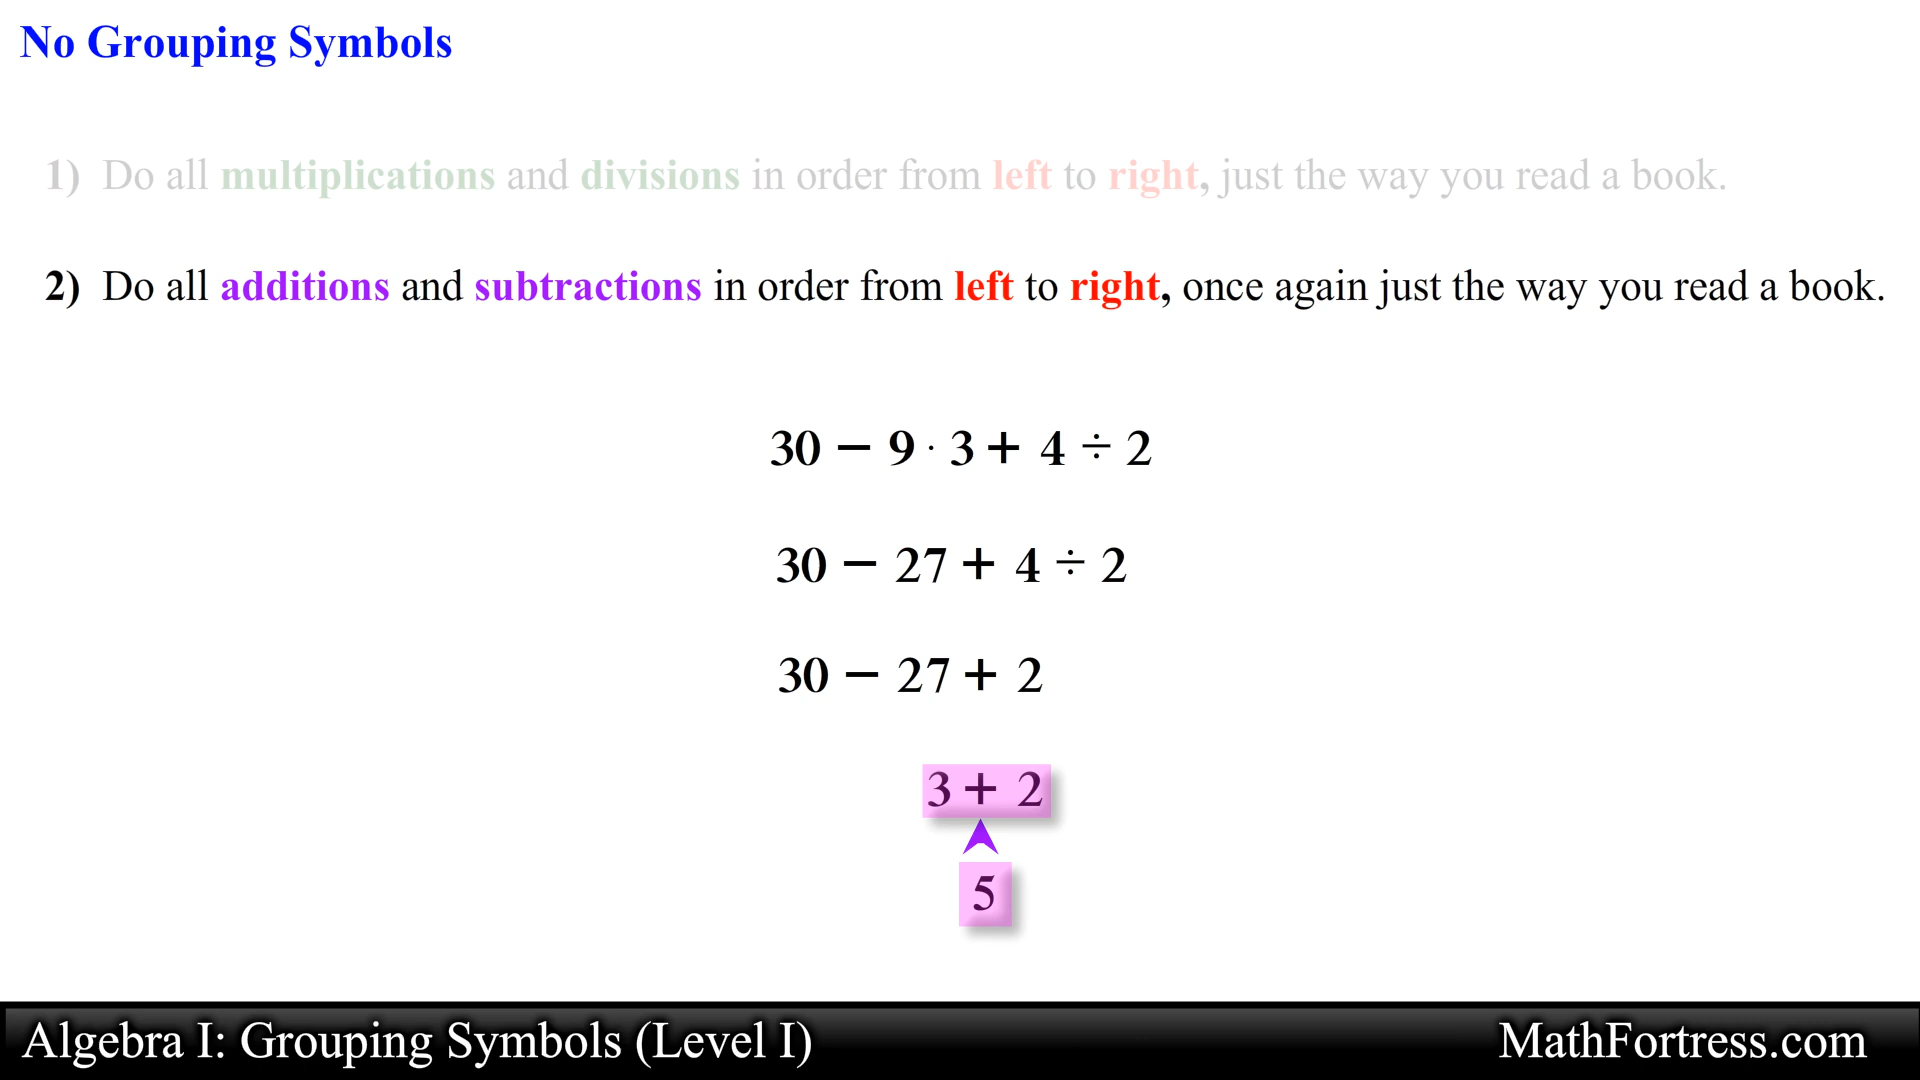 No Grouping Symbols
1) Do all multiplications and divisions in order from left to right, just the way you read a book.
2) Do all additions and subtractions in order from left to right, once again just the way you read a book.
30 − 9 · 3 + 4 ÷ 2
30 − 27 + 4 ÷ 2
30 − 27 + 2
3 + 2
5
Algebra I: Grouping Symbols (Level I)
MathFortress.com